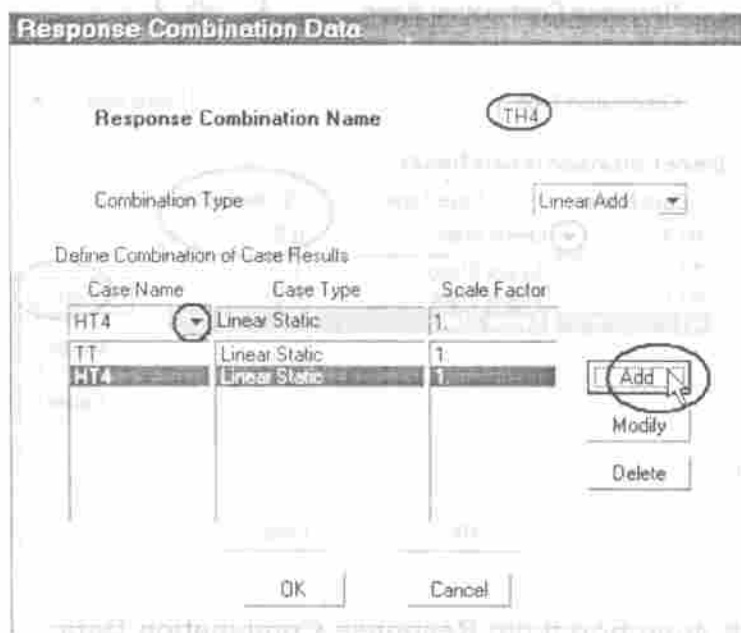 Response Combination Data
Response Combination Name TH4
Combination Type Linear Add
Define Combination of Case Results
Case Name Case Type Scale Factor
HT4 Linear Static 1.
TT Linear Static 1
HT4 Linear Static 1.
Add
Modify
Delete
OK Cancel